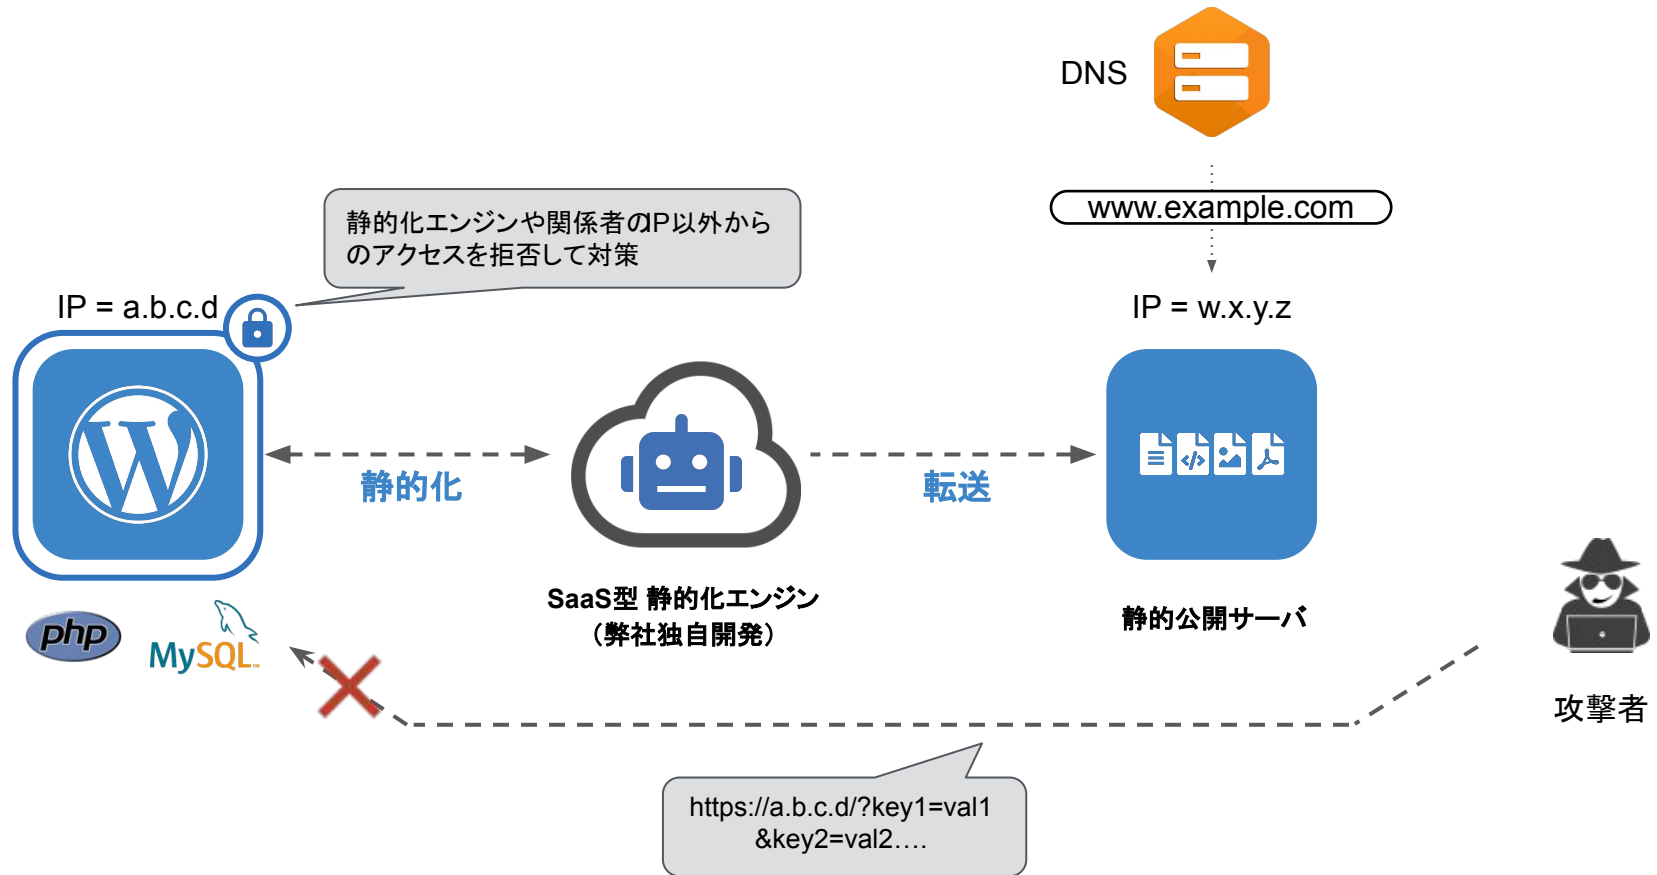 DNS
www.example.com
静的化エンジンや関係者のIP以外から
のアクセスを拒否して対策
IP = a.b.c.d
IP = w.x.y.z
静的化
転送
SaaS型 静的化エンジン
（弊社独自開発）
静的公開サーバ
php
MySQL™
攻撃者
https://a.b.c.d/?key1=val1
&key2=val2....